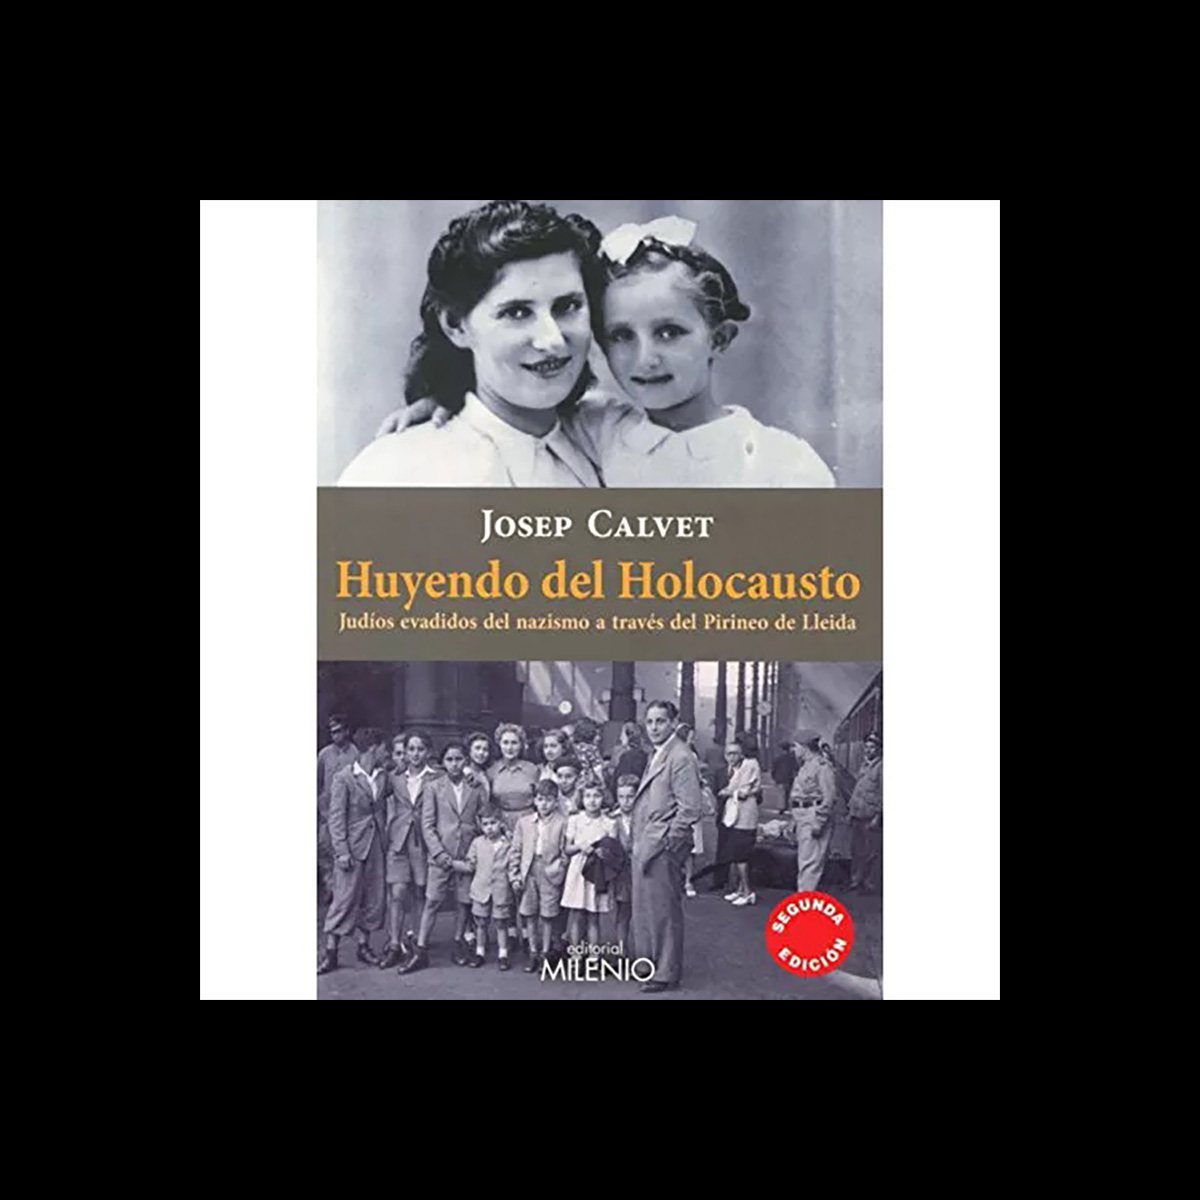 JOSEP CALVET
Huyendo del Holocausto
Judíos evadidos del nazismo a través del Pirineo de Lleida
SEGUNDA
EDICIÓN
editorial
MILENIO